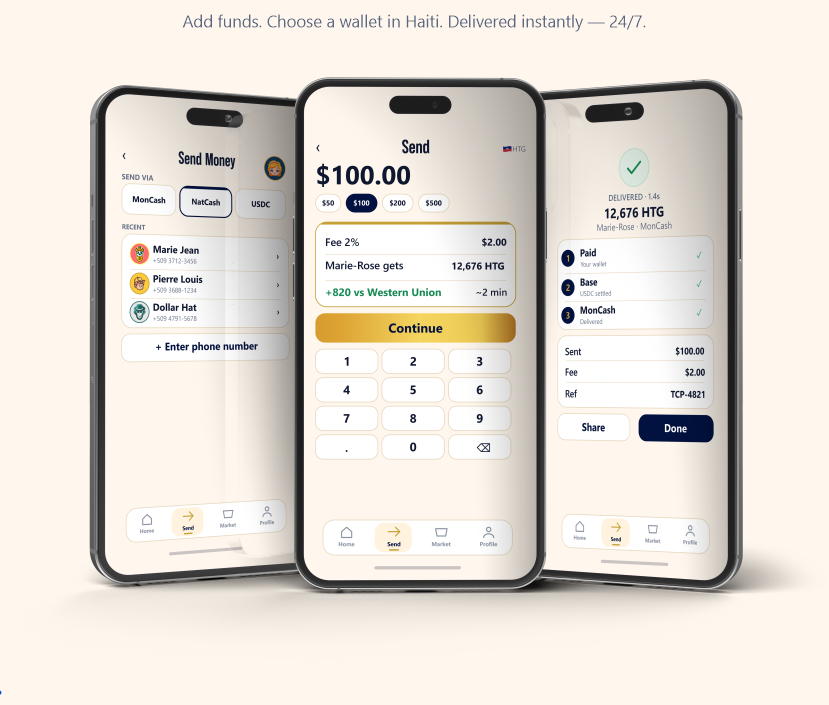 Add funds. Choose a wallet in Haiti. Delivered instantly — 24/7.
‹ Send Money
SEND VIA
MonCash NatCash USDC
RECENT
Marie Jean
+509 3712-3456
›
Pierre Louis
+509 3688-1234
›
Dollar Hat
+509 4791-5678
›
+ Enter phone number
Home Send Market Profile
‹ Send HTG
$100.00
$50 $100 $200 $500
Fee 2% $2.00
Marie-Rose gets 12,676 HTG
+820 vs Western Union ~2 min
Continue
1 2 3
4 5 6
7 8 9
. 0 ⌫
Home Send Market Profile
✓
DELIVERED · 1.4s
12,676 HTG
Marie-Rose · MonCash
1 Paid ✓
Your wallet
2 Base ✓
USDC settled
3 MonCash ✓
Delivered
Sent $100.00
Fee $2.00
Ref TCP-4821
Share Done
Home Send Market Profile